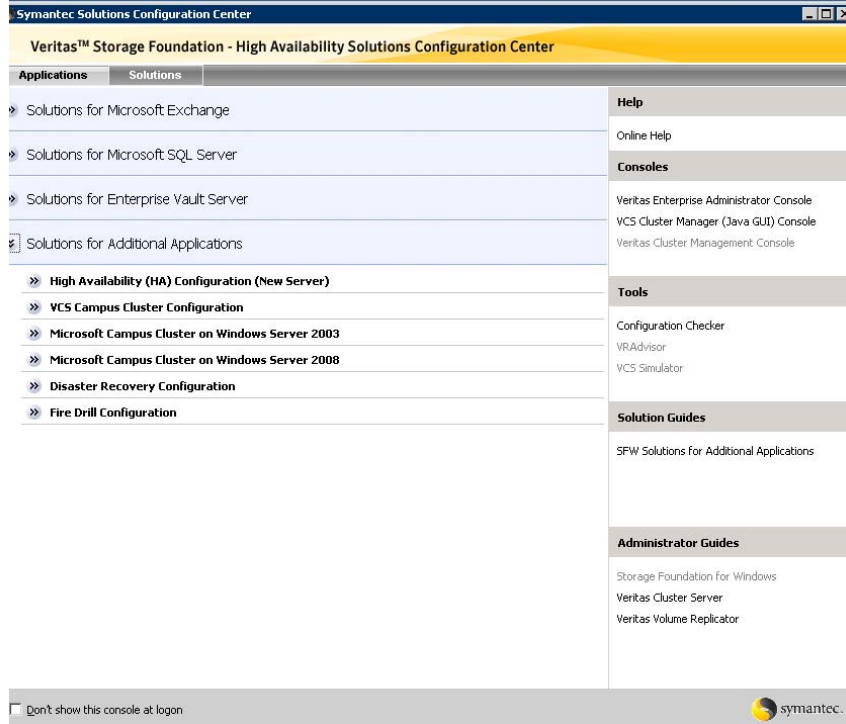 Symantec Solutions Configuration Center
Veritas™ Storage Foundation - High Availability Solutions Configuration Center
Applications
Solutions
Solutions for Microsoft Exchange
Solutions for Microsoft SQL Server
Solutions for Enterprise Vault Server
Solutions for Additional Applications
High Availability (HA) Configuration (New Server)
VCS Campus Cluster Configuration
Microsoft Campus Cluster on Windows Server 2003
Microsoft Campus Cluster on Windows Server 2008
Disaster Recovery Configuration
Fire Drill Configuration
Help
Online Help
Consoles
Veritas Enterprise Administrator Console
VCS Cluster Manager (Java GUI) Console
Veritas Cluster Management Console
Tools
Configuration Checker
VRAdvisor
VCS Simulator
Solution Guides
SFW Solutions for Additional Applications
Administrator Guides
Storage Foundation for Windows
Veritas Cluster Server
Veritas Volume Replicator
Don't show this console at logon
symantec.